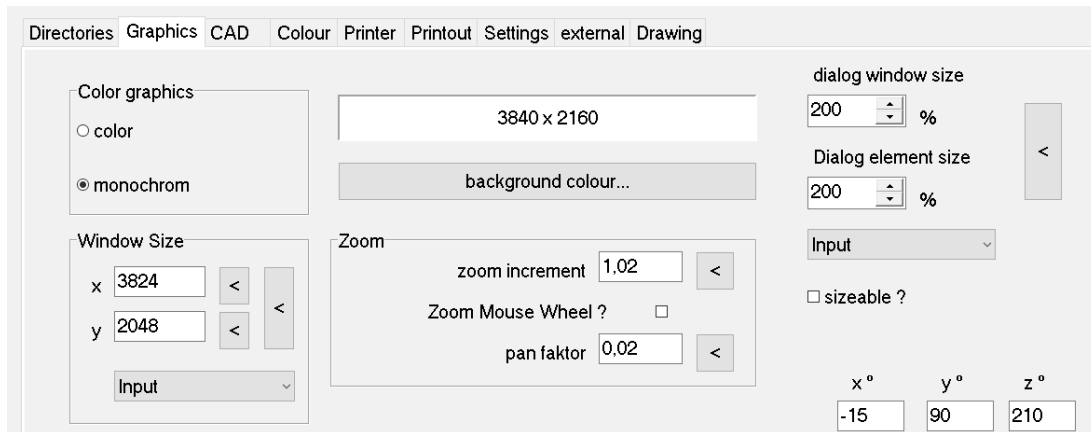 Directories Graphics CAD Colour Printer Printout Settings external Drawing
Color graphics
color
monochrom
3840 x 2160
background colour...
dialog window size
200 %
Dialog element size
200 %
<
Input
sizeable ?
Window Size
x 3824 <
y 2048 <
<
Input
Zoom
zoom increment 1,02 <
Zoom Mouse Wheel ?
pan faktor 0,02 <
x º y º z º
-15 90 210